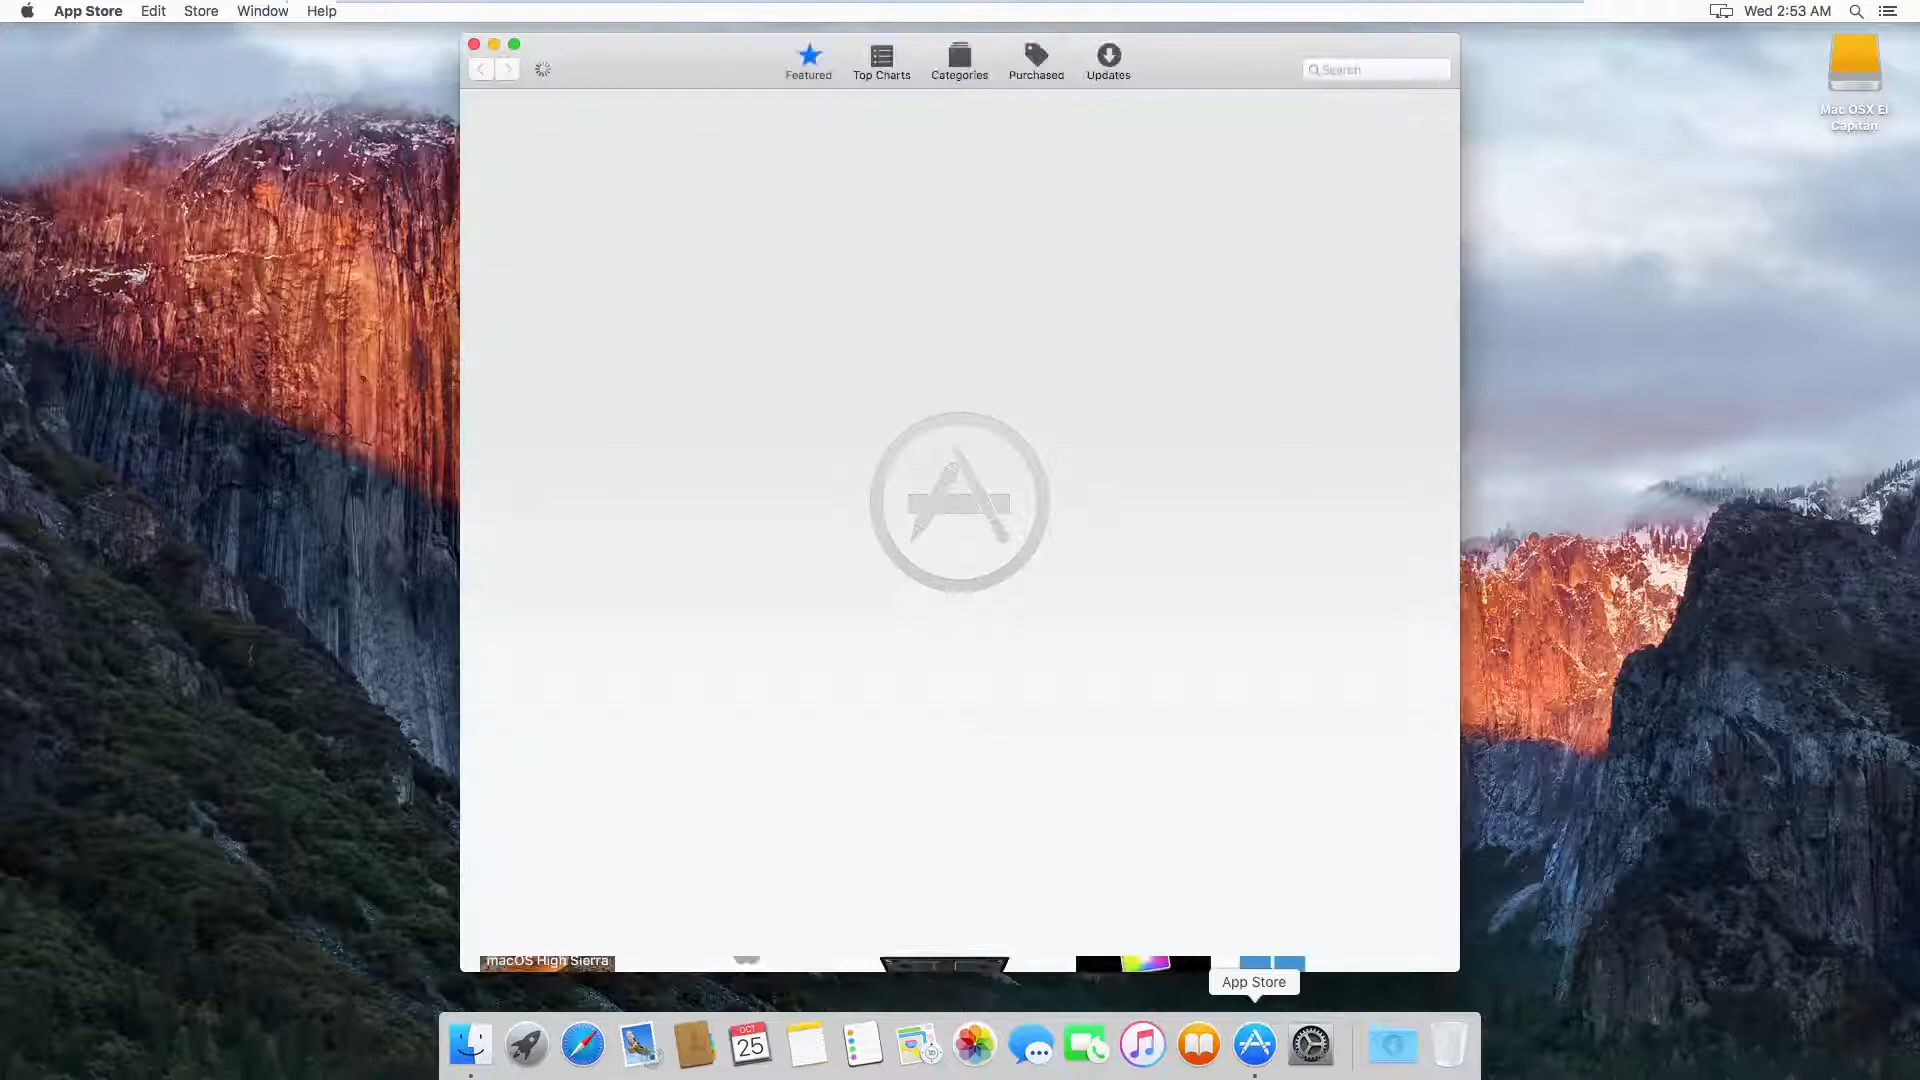 App Store Edit Store Window Help
Wed 2:53 AM
Featured Top Charts Categories Purchased Updates
Search
Mac OSX El
Capitan
macOS High Sierra
App Store
OCT
25